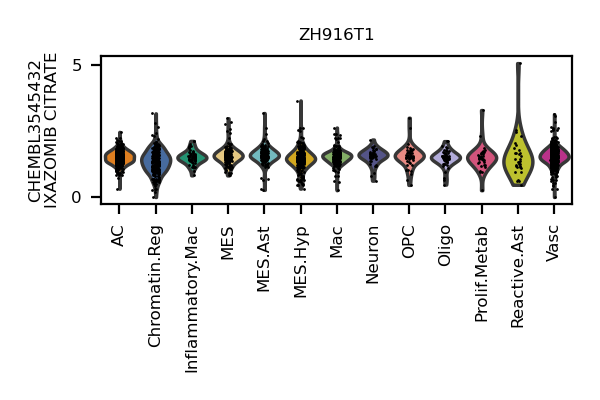 ZH916T1
CHEMBL3545432
IXAZOMIB CITRATE
5
0
AC
Chromatin.Reg
Inflammatory.Mac
MES
MES.Ast
MES.Hyp
Mac
Neuron
OPC
Oligo
Prolif.Metab
Reactive.Ast
Vasc